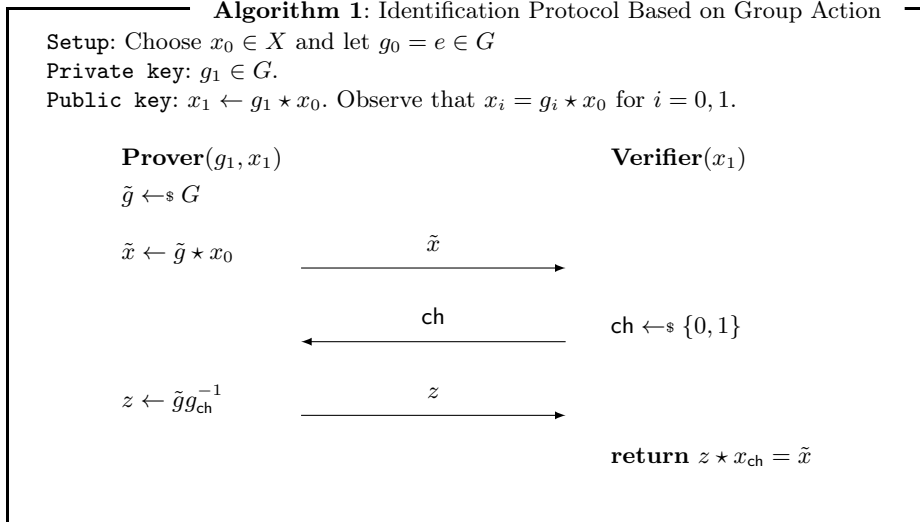 Algorithm 1: Identification Protocol Based on Group Action
Setup: Choose x₀ ∈ X and let g₀ = e ∈ G
Private key: g₁ ∈ G.
Public key: x₁ ← g₁ ⋆ x₀. Observe that xᵢ = gᵢ ⋆ x₀ for i = 0, 1.
Prover(g₁, x₁) Verifier(x₁)
g̃ ←$ G
x̃ ← g̃ ⋆ x₀ x̃
ch ch ←$ {0, 1}
z ← g̃g_ch⁻¹ z
return z ⋆ x_ch = x̃